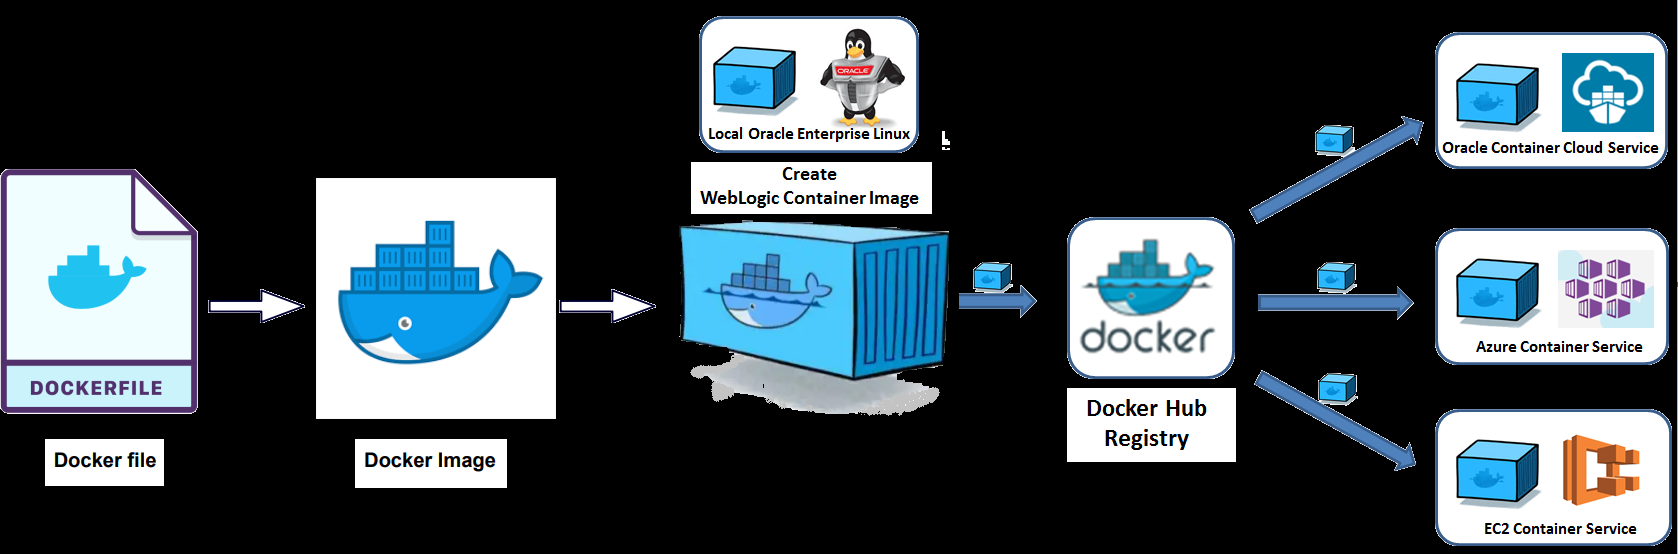 ORACLE
Local Oracle Enterprise Linux
Create
WebLogic Container Image
DOCKERFILE
Docker file
Docker Image
docker
Docker Hub
Registry
Oracle Container Cloud Service
Azure Container Service
EC2 Container Service